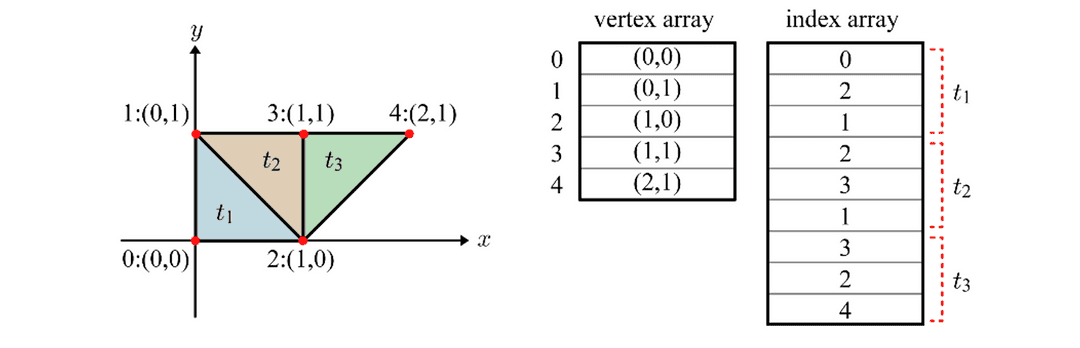 y
1:(0,1)
3:(1,1)
4:(2,1)
t2
t3
t1
x
0:(0,0)
2:(1,0)
vertex array
0 (0,0)
1 (0,1)
2 (1,0)
3 (1,1)
4 (2,1)
index array
0
2
1
t1
2
3
1
t2
3
2
4
t3